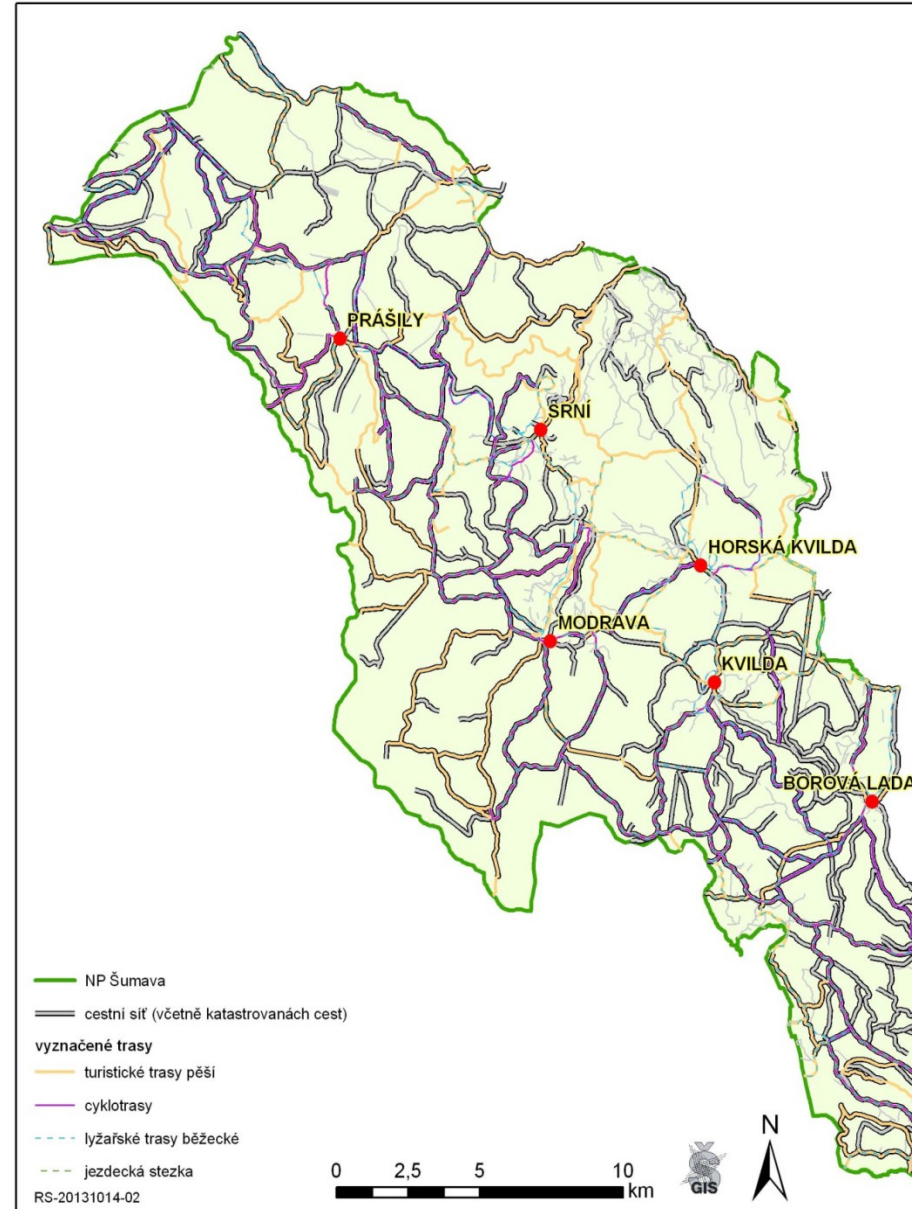 PRÁŠILY
SRNÍ
HORSKÁ KVILDA
MODRAVA
KVILDA
BOROVÁ LADA
NP Šumava
cestní síť (včetně katastrovanách cest)
vyznačené trasy
turistické trasy pěší
cyklotrasy
lyžařské trasy běžecké
jezdecká stezka
RS-20131014-02
0 2,5 5 10
km
Š
GIS
N